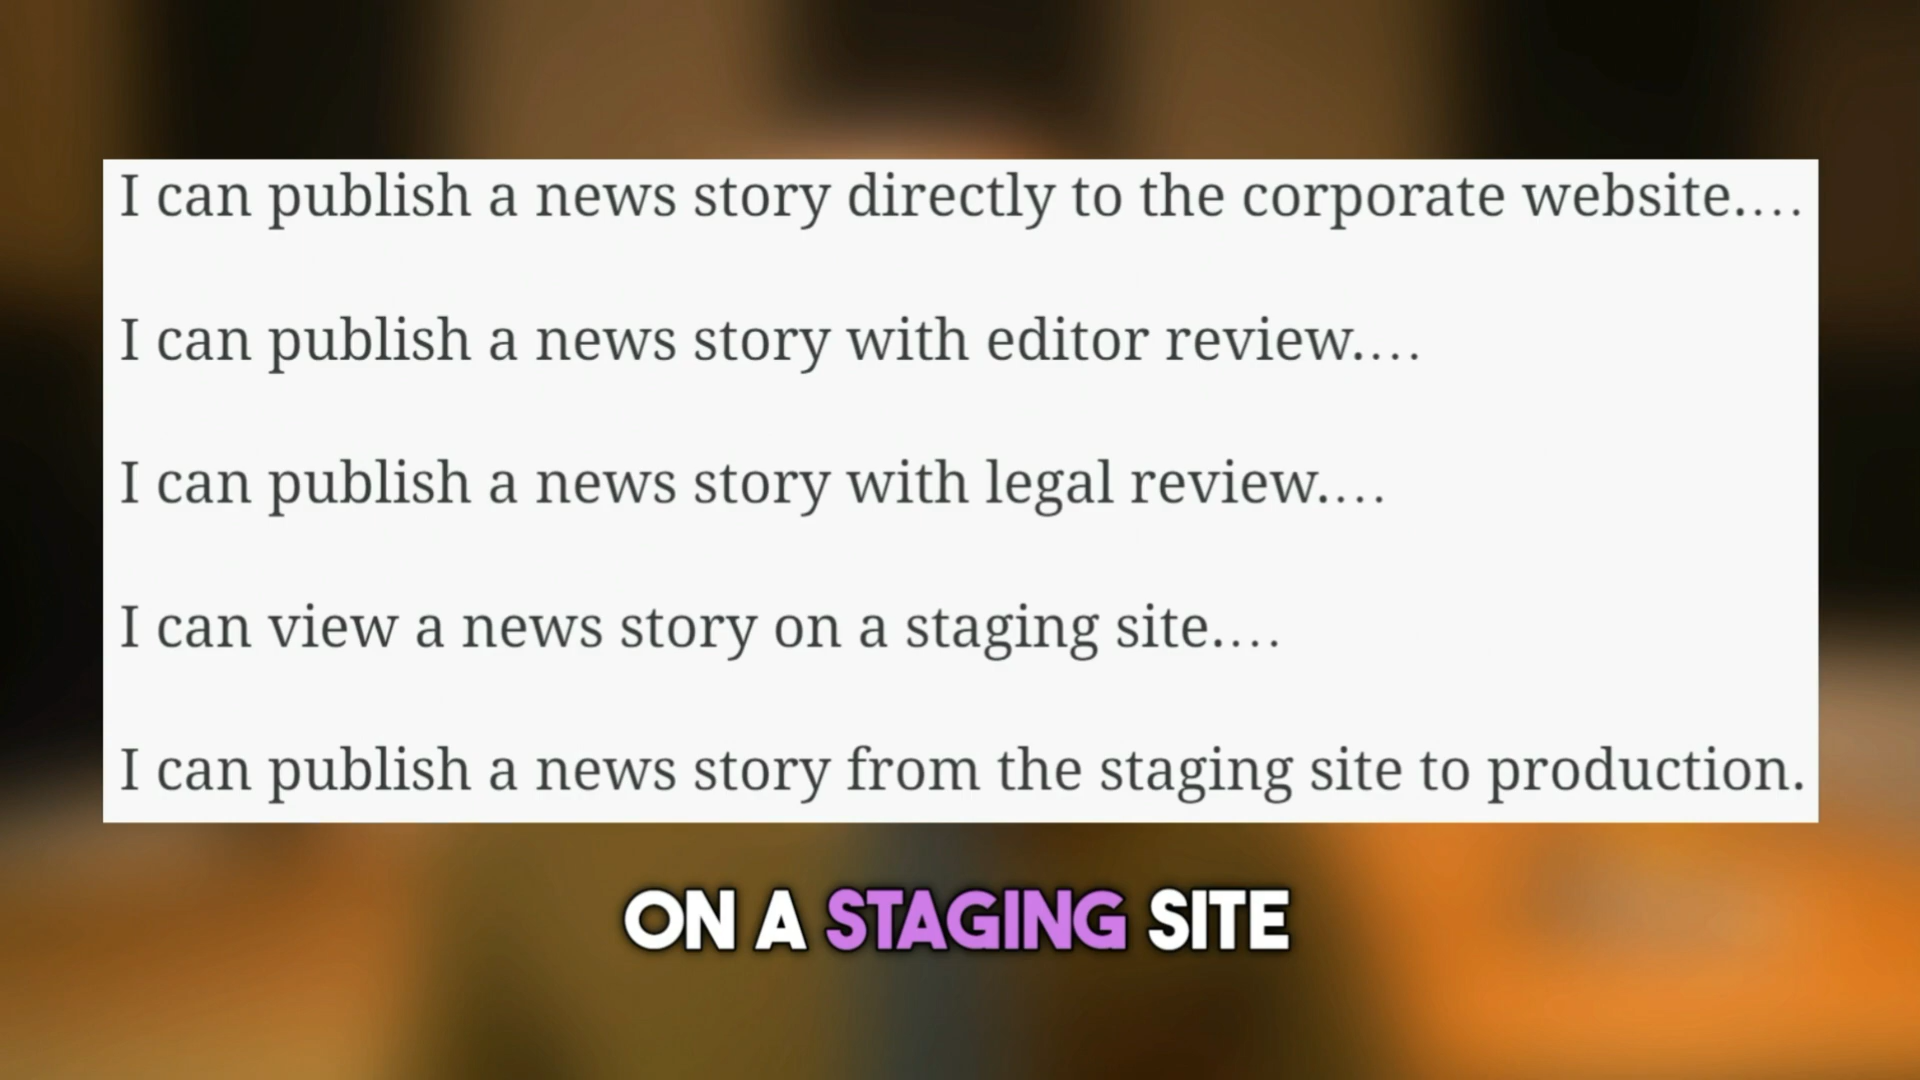 I can publish a news story directly to the corporate website....
I can publish a news story with editor review....
I can publish a news story with legal review....
I can view a news story on a staging site....
I can publish a news story from the staging site to production.
ON A STAGING SITE